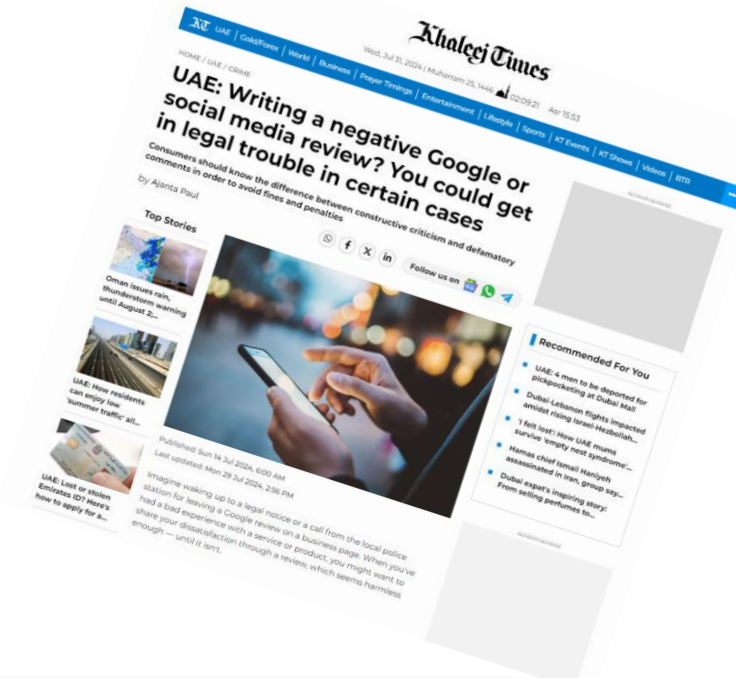 Khaleej Times
Wed, Jul 31, 2024 | Muharram 25, 1446 02:09:21 Asr 15:53
KT UAE | Gold/Forex | World | Business | Prayer Timings | Entertainment | Lifestyle | Sports | KT Events | KT Shows | Videos | BTR
HOME / UAE / CRIME
UAE: Writing a negative Google or
social media review? You could get
in legal trouble in certain cases
Consumers should know the difference between constructive criticism and defamatory
comments in order to avoid fines and penalties
by Ajanta Paul
Follow us on
Top Stories
Oman issues rain,
thunderstorm warning
until August 2;...
UAE: How residents
can enjoy low
'summer traffic' all...
UAE: Lost or stolen
Emirates ID? Here's
how to apply for a...
Published: Sun 14 Jul 2024, 6:00 AM
Last updated: Mon 29 Jul 2024, 2:56 PM
Imagine waking up to a legal notice or a call from the local police
station for leaving a Google review on a business page. When you've
had a bad experience with a service or product, you might want to
share your dissatisfaction through a review, which seems harmless
enough — until it isn't.
Advertisement
Recommended For You
UAE: 4 men to be deported for
pickpocketing at Dubai Mall
Dubai-Lebanon flights impacted
amidst rising Israel-Hezbollah...
'I felt lost': How UAE mums
survive 'empty nest syndrome'...
Hamas chief Ismail Haniyeh
assassinated in Iran, group say...
Dubai expat's inspiring story:
From selling perfumes to...
Advertisement